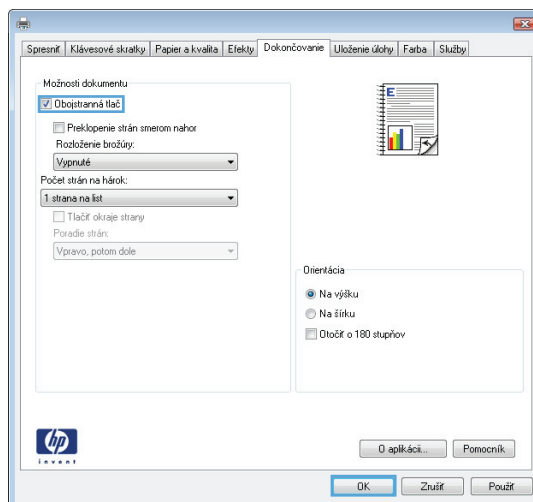 Spresniť Klávesové skratky Papier a kvalita Efekty Dokončovanie Uloženie úlohy Farba Služby
Možnosti dokumentu
Obojstranná tlač
Preklopenie strán smerom nahor
Rozloženie brožúry:
Vypnuté
Počet strán na hárok:
1 strana na list
Tlačiť okraje strany
Poradie strán:
Vpravo, potom dole
E
Orientácia
Na výšku
Na šírku
Otočiť o 180 stupňov
hp
invent
O aplikácii... Pomocník
OK Zrušiť Použiť